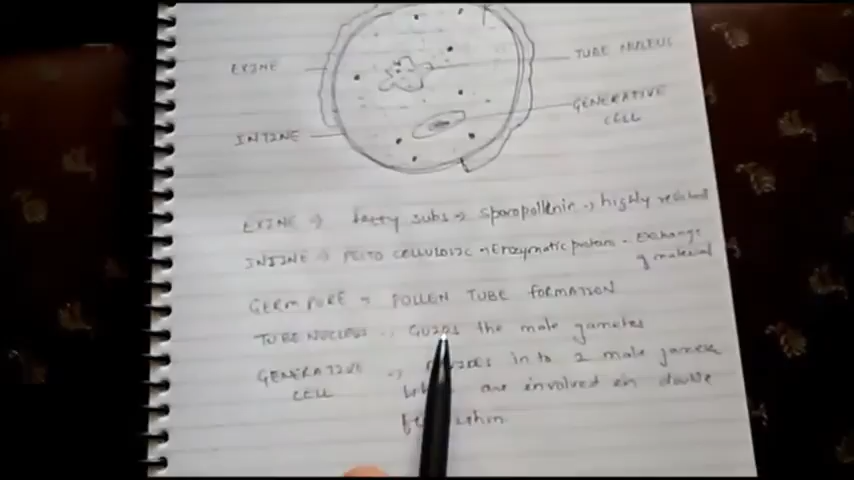 EXINE
TUBE NUCLEUS
GENERATIVE
CELL
INTINE
EXINE → fatty subs → sporopollenin → highly resistant
INTINE → PECTO CELLULOSIC → Enzymatic protein - Exchange
of material
GERM PORE → POLLEN TUBE FORMATION
TUBE NUCLEUS → GUIDES the male gametes
GENERATIVE → into 2 male gametes
CELL are involved in double